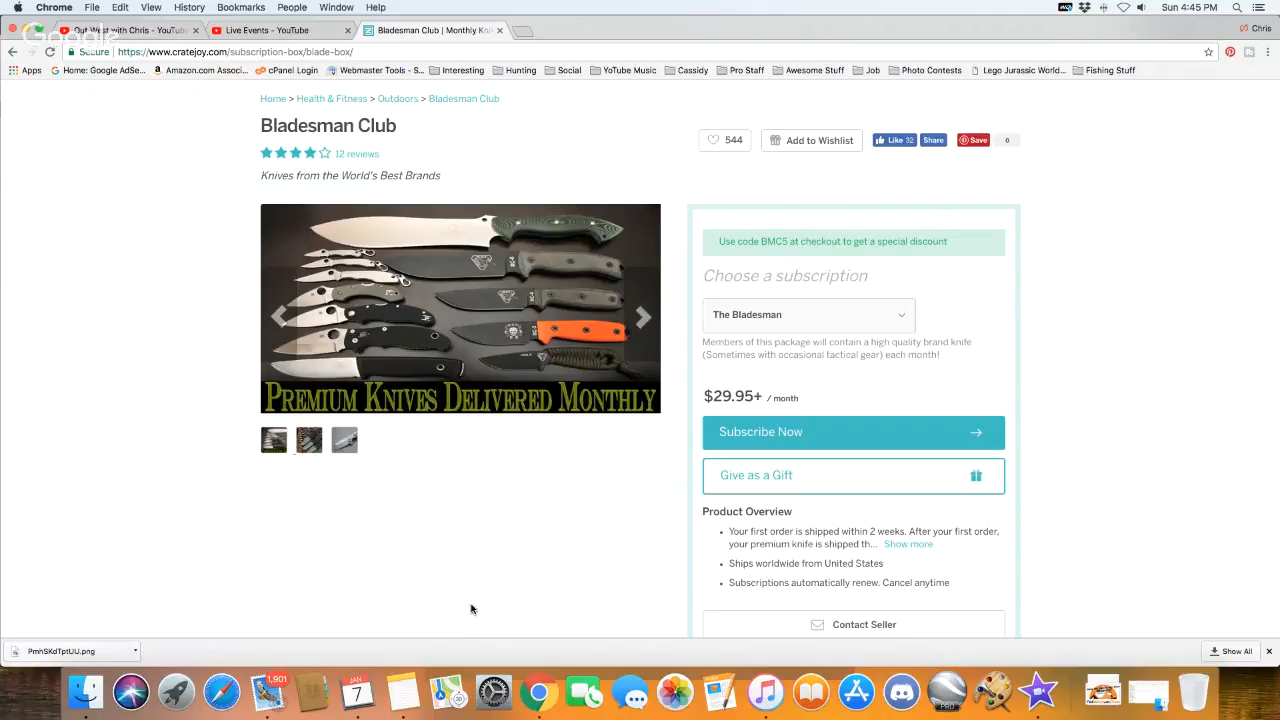 Chrome File Edit View History Bookmarks People Window Help
Sun 4:45 PM
Out West with Chris - YouTube
Live Events - YouTube
Bladesman Club | Monthly Kni
Chris
Google
Secure https://www.cratejoy.com/subscription-box/blade-box/
Apps
Google Home: Google AdSe...
Amazon.com Associ...
cPanel Login
Webmaster Tools - S...
Interesting
Hunting
Social
YoTube Music
Cassidy
Pro Staff
Awesome Stuff
Job
Photo Contests
Lego Jurassic World...
Fishing Stuff
Home > Health & Fitness > Outdoors > Bladesman Club
Bladesman Club
12 reviews
Knives from the World's Best Brands
544
Add to Wishlist
Like 32
Share
Save
0
PREMIUM KNIVES DELIVERED MONTHLY
Use code BMC5 at checkout to get a special discount
Choose a subscription
The Bladesman
Members of this package will contain a high quality brand knife
(Sometimes with occasional tactical gear) each month!
$29.95+ / month
Subscribe Now
Give as a Gift
Product Overview
Your first order is shipped within 2 weeks. After your first order,
your premium knife is shipped th... Show more
Ships worldwide from United States
Subscriptions automatically renew. Cancel anytime
Contact Seller
PmhSKdTptUU.png
Show All
1,901
JAN
7
PRO